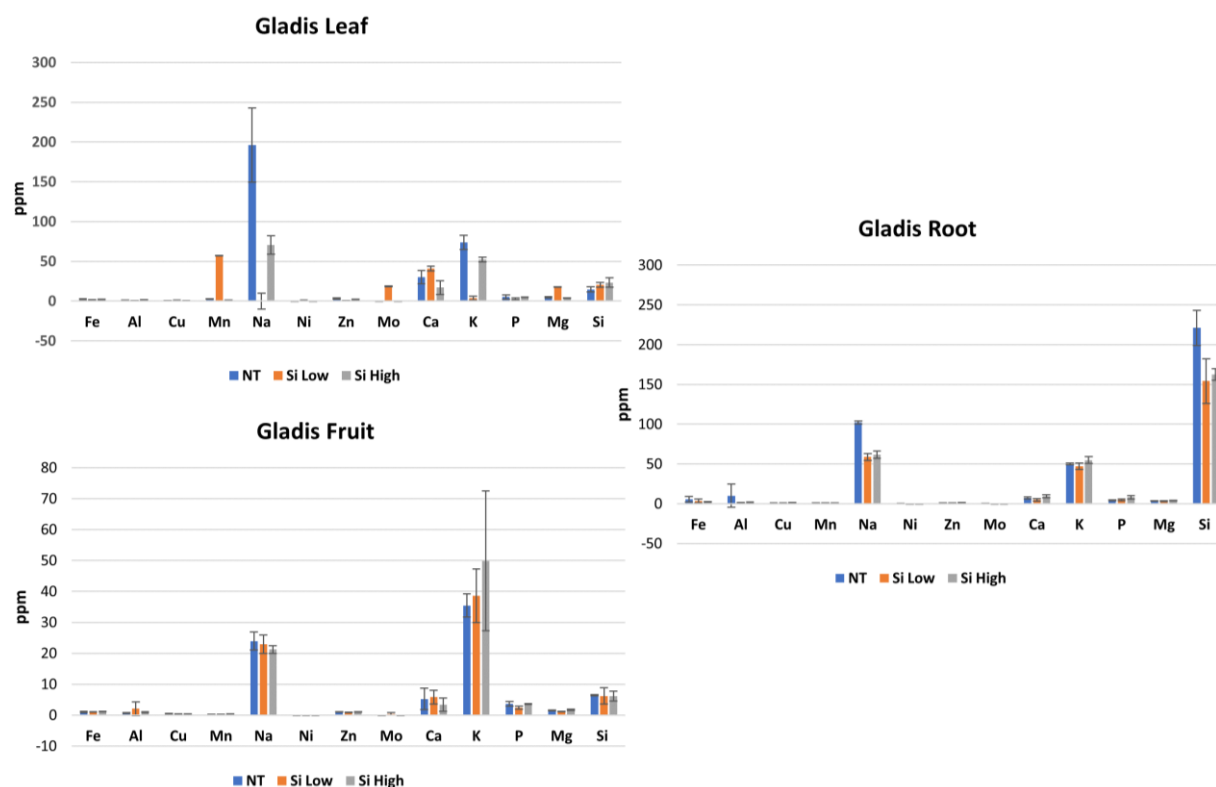 Gladis Leaf
300
250
200
150
100
50
0
-50
ppm
Fe Al Cu Mn Na Ni Zn Mo Ca K P Mg Si
NT Si Low Si High
Gladis Fruit
80
70
60
50
40
30
20
10
0
-10
ppm
Fe Al Cu Mn Na Ni Zn Mo Ca K P Mg Si
NT Si Low Si High
Gladis Root
300
250
200
150
100
50
0
-50
ppm
Fe Al Cu Mn Na Ni Zn Mo Ca K P Mg Si
NT Si Low Si High